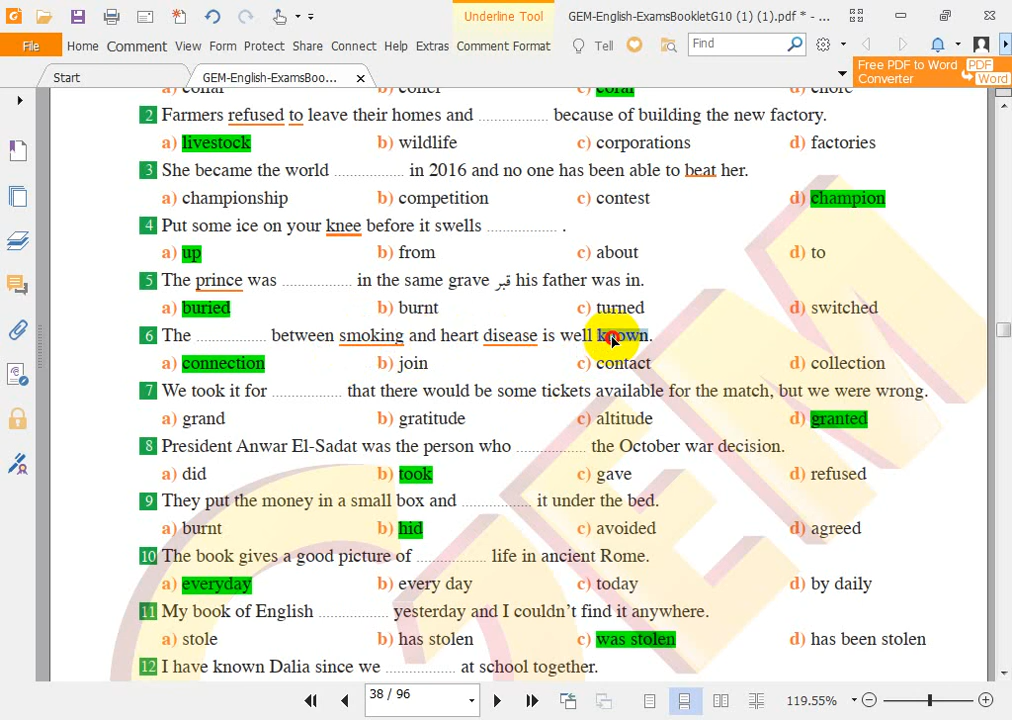 Underline Tool
GEM-English-ExamsBookletG10 (1) (1).pdf * - ...
File Home Comment View Form Protect Share Connect Help Extras Comment Format Tell Find
Free PDF to Word PDF
Converter Word
Start GEM-English-ExamsBoo...
a) collar b) coller c) coral d) chore
2 Farmers refused to leave their homes and ................ because of building the new factory.
a) livestock b) wildlife c) corporations d) factories
3 She became the world ................ in 2016 and no one has been able to beat her.
a) championship b) competition c) contest d) champion
4 Put some ice on your knee before it swells ................ .
a) up b) from c) about d) to
5 The prince was ................ in the same grave قبر his father was in.
a) buried b) burnt c) turned d) switched
6 The ................ between smoking and heart disease is well known.
a) connection b) join c) contact d) collection
7 We took it for ................ that there would be some tickets available for the match, but we were wrong.
a) grand b) gratitude c) altitude d) granted
8 President Anwar El-Sadat was the person who ................ the October war decision.
a) did b) took c) gave d) refused
9 They put the money in a small box and ................ it under the bed.
a) burnt b) hid c) avoided d) agreed
10 The book gives a good picture of ................ life in ancient Rome.
a) everyday b) every day c) today d) by daily
11 My book of English ................ yesterday and I couldn't find it anywhere.
a) stole b) has stolen c) was stolen d) has been stolen
12 I have known Dalia since we ................ at school together.
38 / 96 119.55%